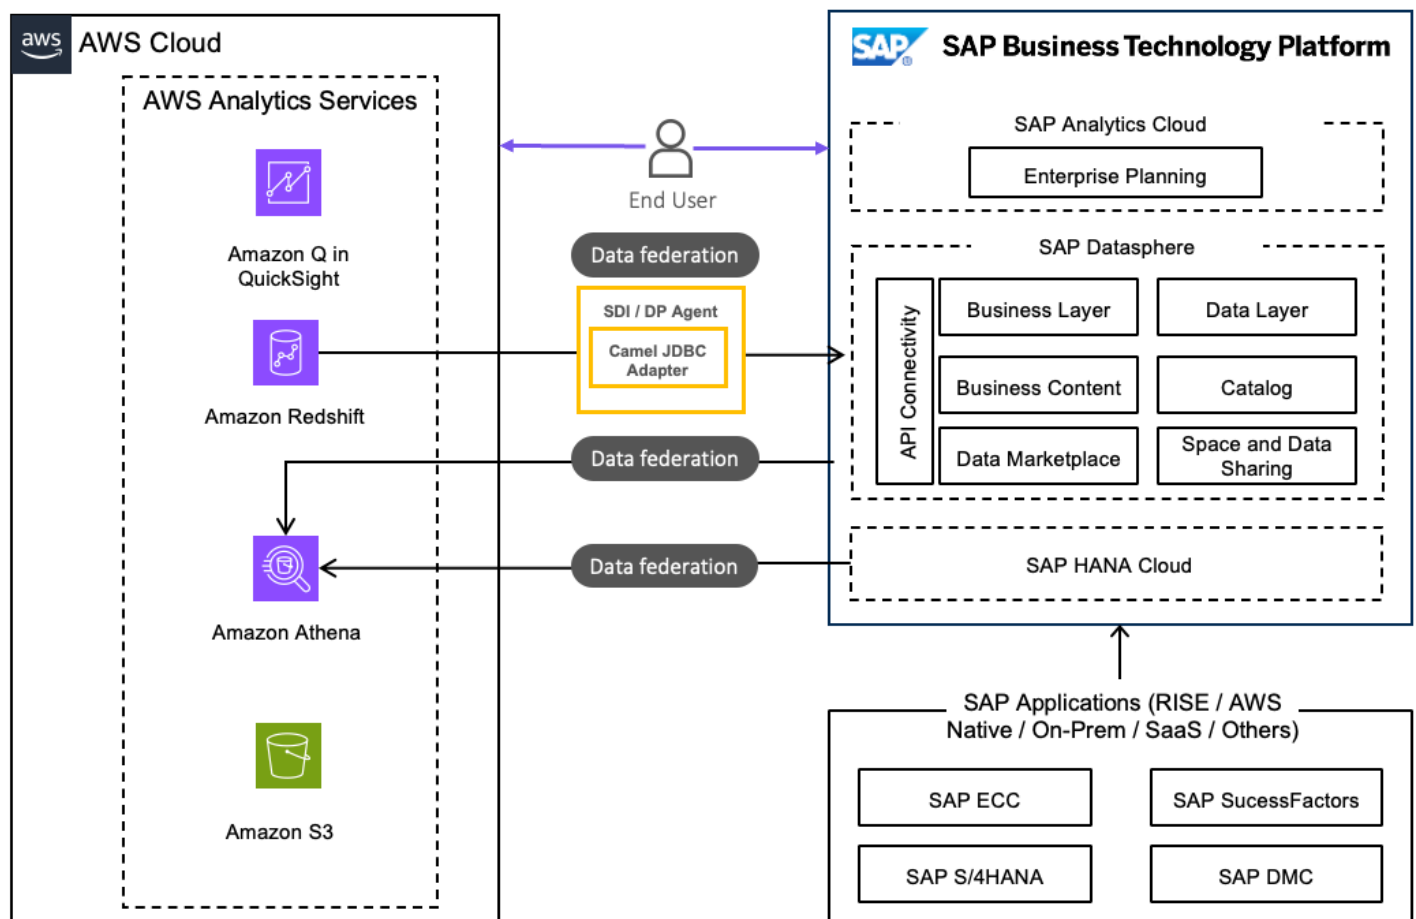 aws
AWS Cloud
AWS Analytics Services
Amazon Q in
QuickSight
Amazon Redshift
Amazon Athena
Amazon S3
End User
Data federation
SDI / DP Agent
Camel JDBC
Adapter
Data federation
Data federation
SAP
SAP Business Technology Platform
SAP Analytics Cloud
Enterprise Planning
SAP Datasphere
API Connectivity
Business Layer
Data Layer
Business Content
Catalog
Data Marketplace
Space and Data
Sharing
SAP HANA Cloud
SAP Applications (RISE / AWS
Native / On-Prem / SaaS / Others)
SAP ECC
SAP SucessFactors
SAP S/4HANA
SAP DMC